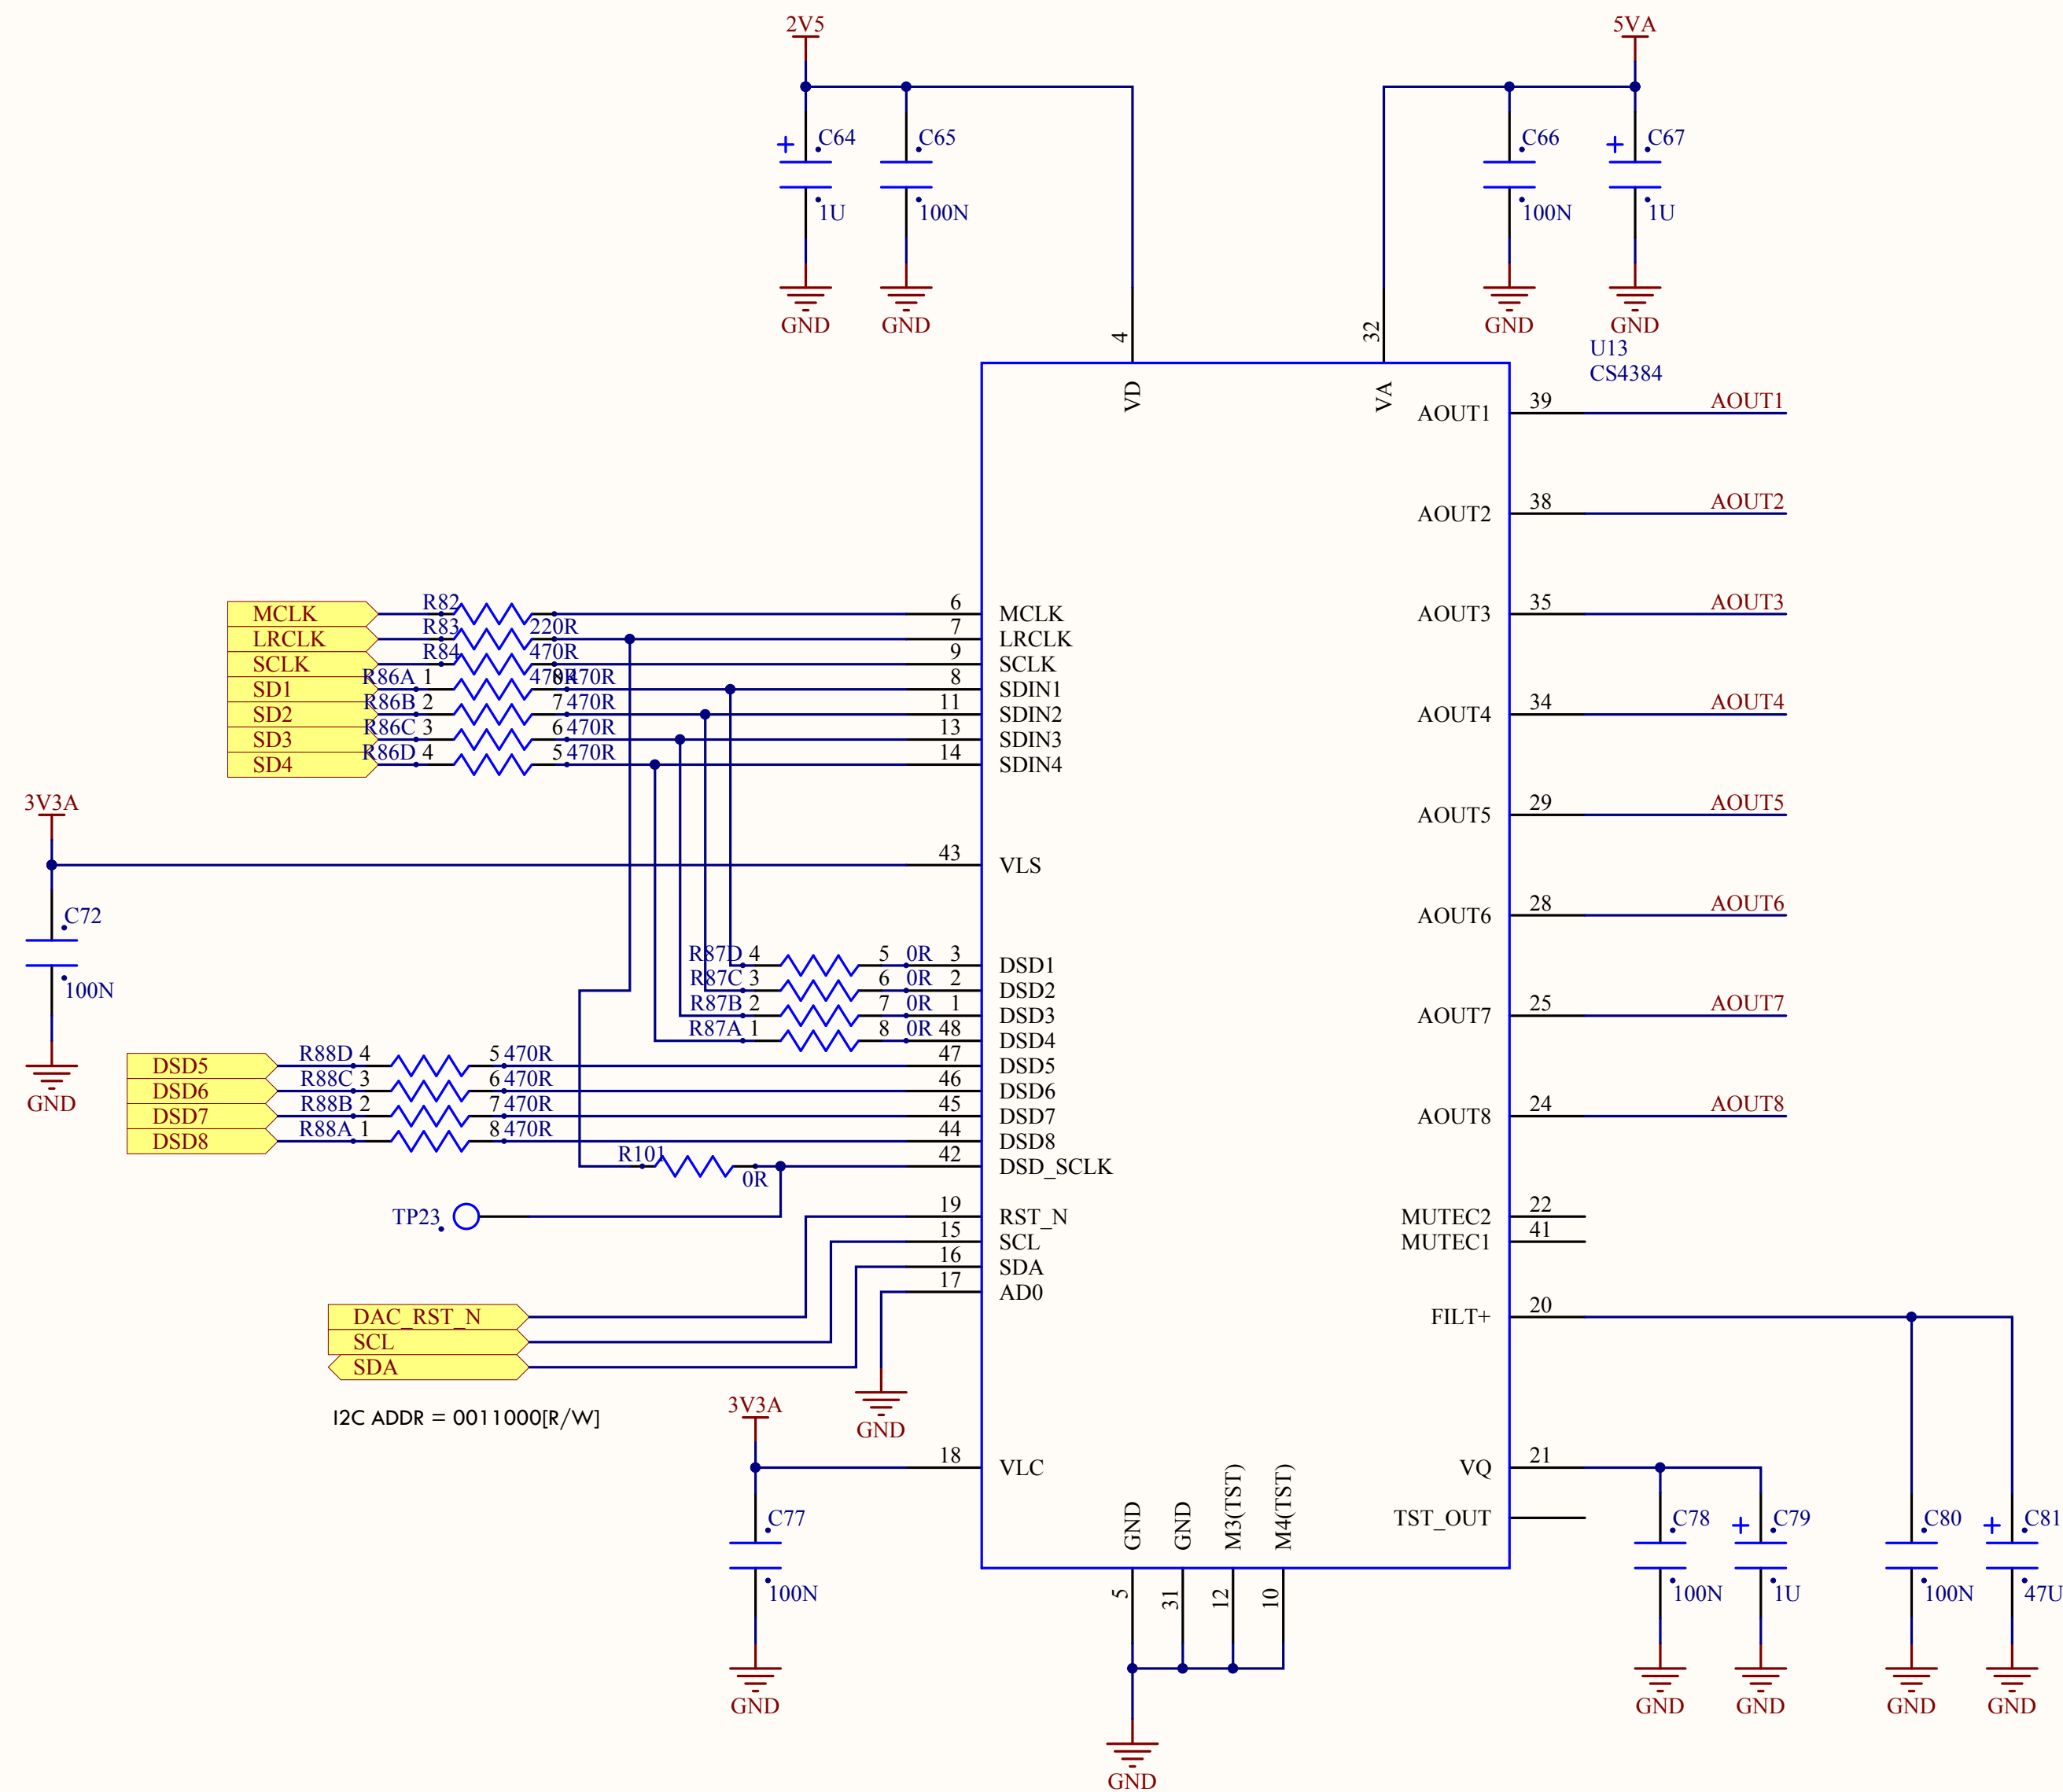 2V5
5VA
C64
C65
C66
C67
1U
100N
100N
1U
GND
GND
GND
GND
4
32
U13
CS4384
VD
VA
AOUT1
39
AOUT1
AOUT2
38
AOUT2
MCLK
R82
220R
6
MCLK
AOUT3
35
AOUT3
LRCLK
R83
470R
7
LRCLK
SCLK
R84
470R
9
SCLK
SD1
R86A 1
8 470R
8
SDIN1
SD2
R86B 2
7 470R
11
SDIN2
AOUT4
34
AOUT4
SD3
R86C 3
6 470R
13
SDIN3
SD4
R86D 4
5 470R
14
SDIN4
3V3A
AOUT5
29
AOUT5
43
VLS
C72
100N
GND
AOUT6
28
AOUT6
R87D 4
5 0R 3
DSD1
R87C 3
6 0R 2
DSD2
R87B 2
7 0R 1
DSD3
AOUT7
25
AOUT7
R87A 1
8 0R 48
DSD4
DSD5
R88D 4
5 470R
47
DSD5
DSD6
R88C 3
6 470R
46
DSD6
DSD7
R88B 2
7 470R
45
DSD7
AOUT8
24
AOUT8
DSD8
R88A 1
8 470R
44
DSD8
R101
0R
42
DSD_SCLK
TP23
19
RST_N
MUTEC2
22
15
SCL
MUTEC1
41
16
SDA
17
AD0
DAC_RST_N
SCL
SDA
FILT+
20
I2C ADDR = 0011000[R/W]
3V3A
GND
18
VLC
VQ
21
TST_OUT
C77
100N
GND
GND
GND
M3(TST)
M4(TST)
5
31
12
10
GND
C78
C79
C80
C81
100N
1U
100N
47U
GND
GND
GND
GND